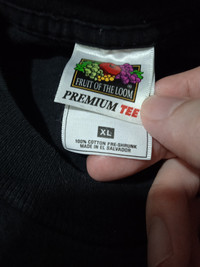 FRUIT OF THE LOOM
PREMIUM TEE
XL
100% COTTON PRE-SHRUNK
MADE IN EL SALVADOR